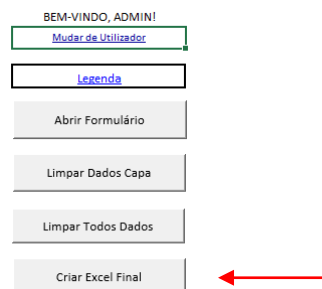 BEM-VINDO, ADMIN!
Mudar de Utilizador
Legenda
Abrir Formulário
Limpar Dados Capa
Limpar Todos Dados
Criar Excel Final